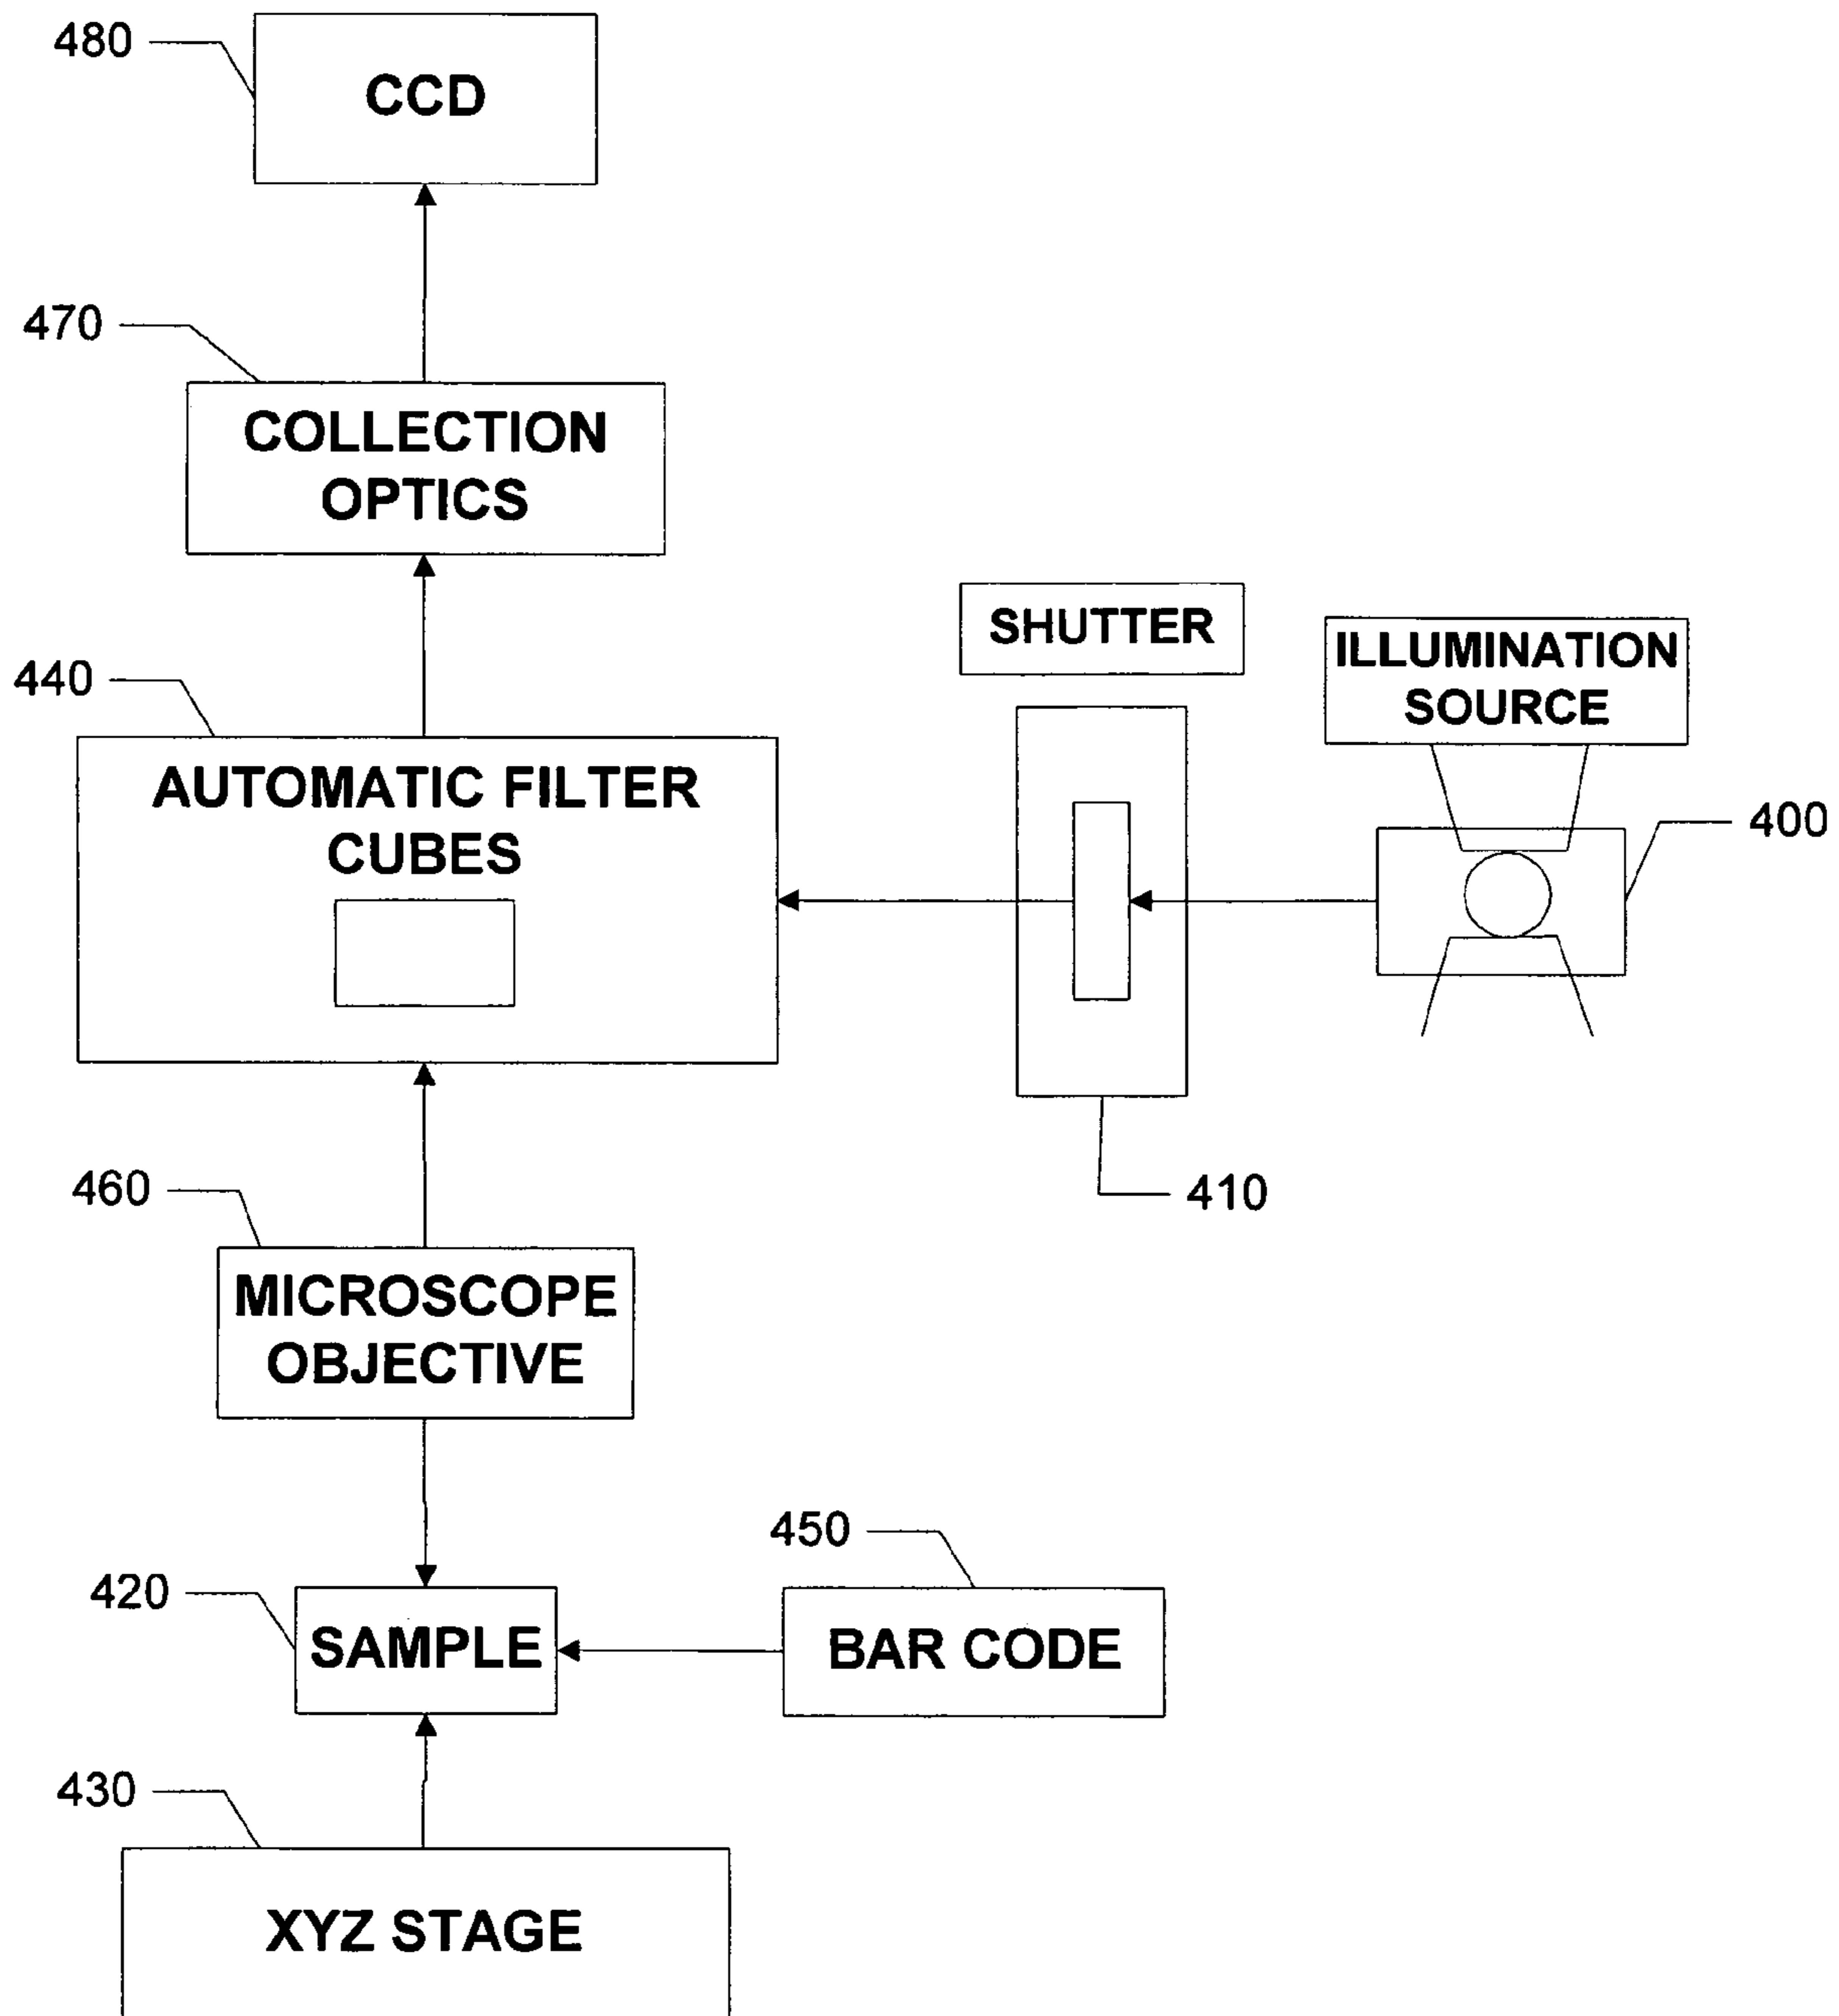 480
CCD
470
COLLECTION
OPTICS
SHUTTER
ILLUMINATION
SOURCE
440
AUTOMATIC FILTER
CUBES
400
460
410
MICROSCOPE
OBJECTIVE
450
420
SAMPLE
BAR CODE
430
XYZ STAGE